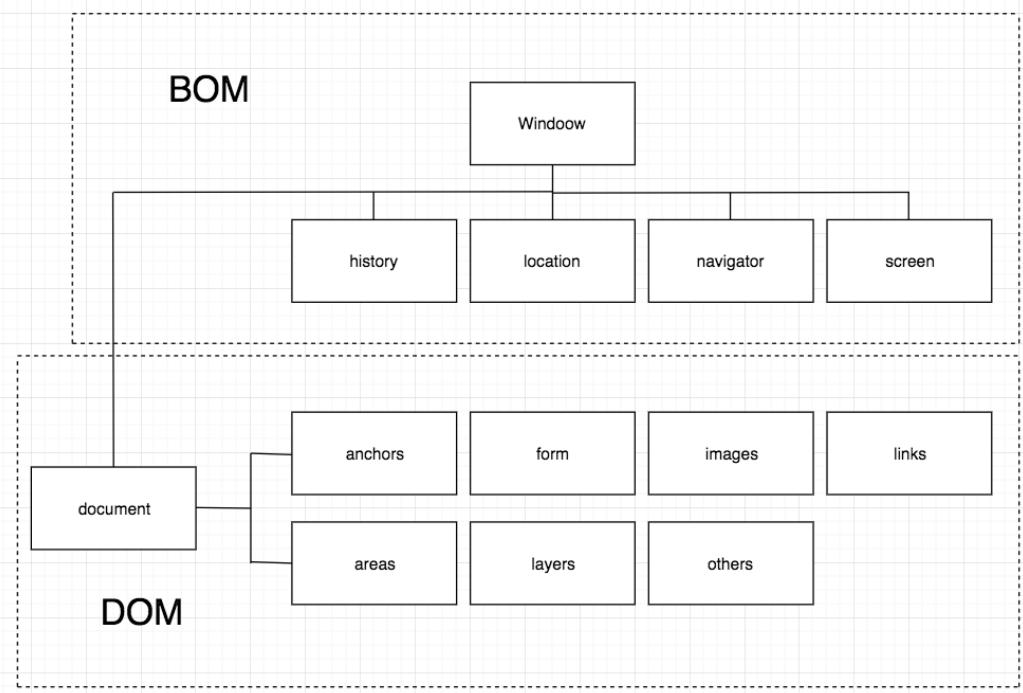 BOM
Windoow
history
location
navigator
screen
anchors
form
images
links
document
areas
layers
others
DOM